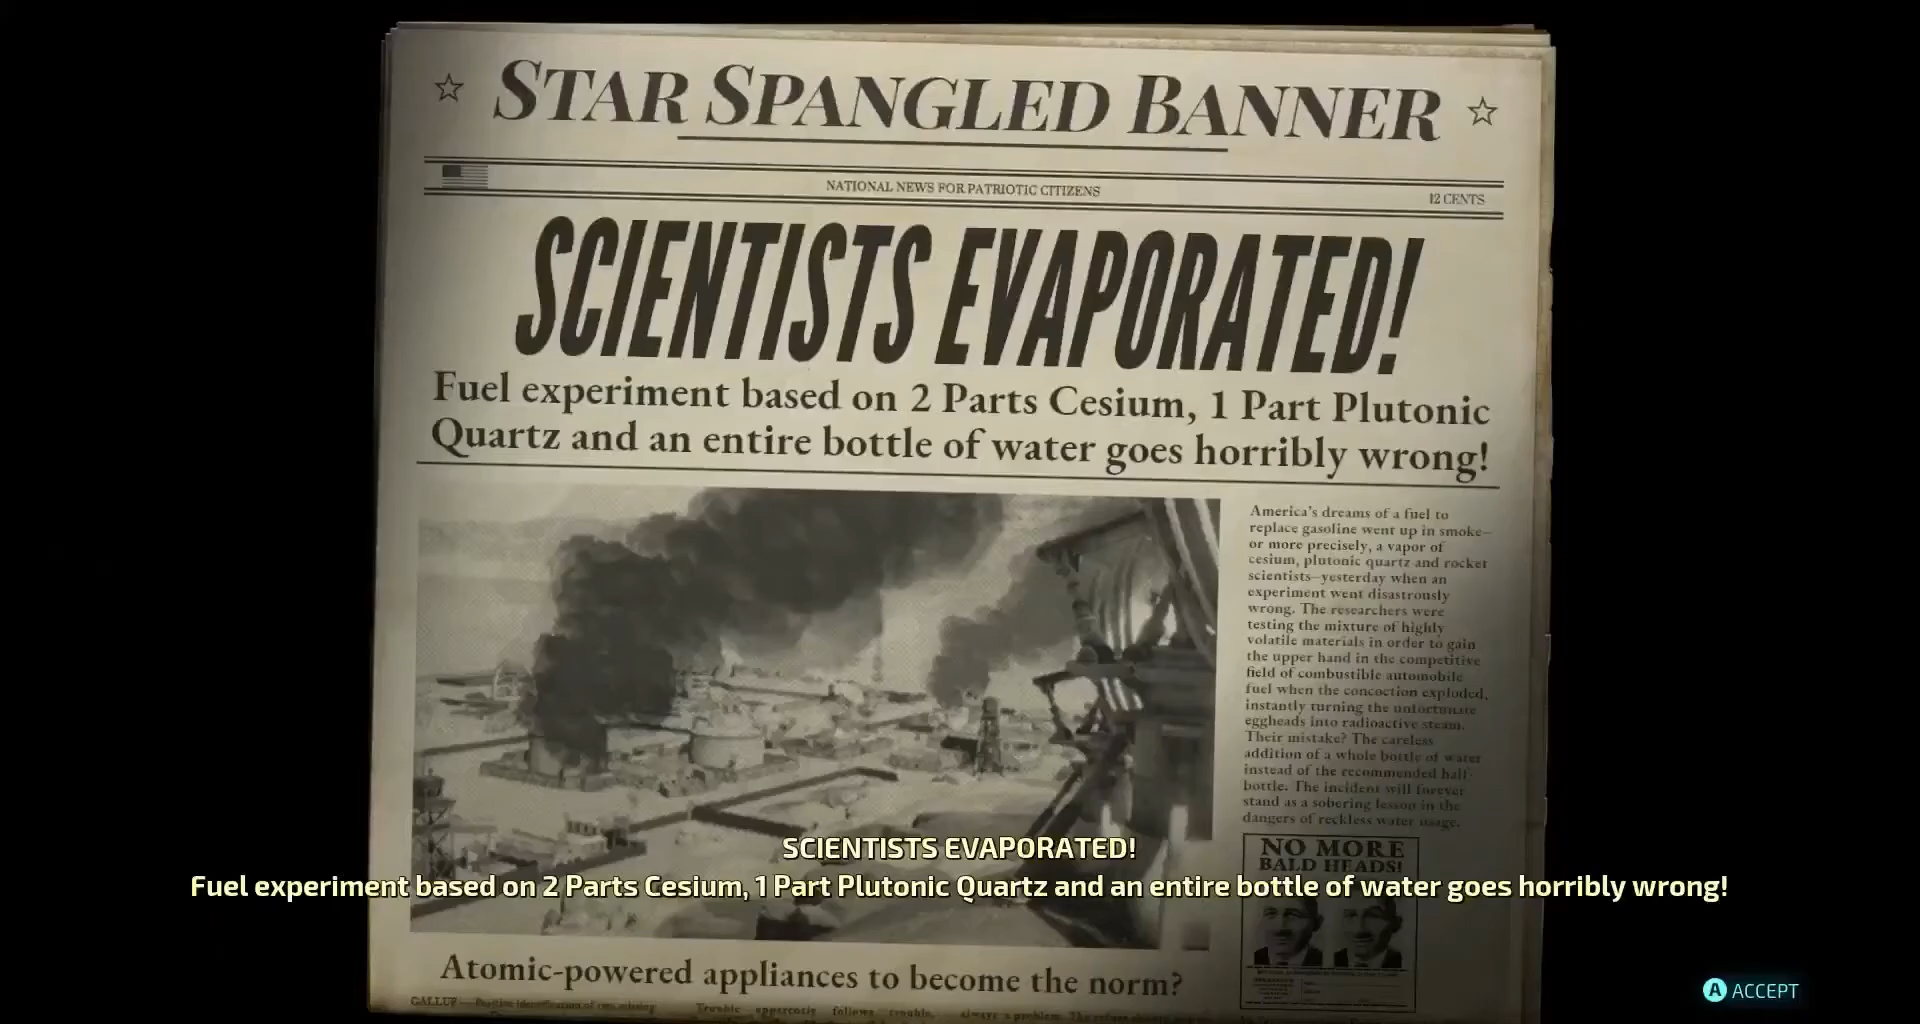 STAR SPANGLED BANNER
NATIONAL NEWS FOR PATRIOTIC CITIZENS
12 CENTS
SCIENTISTS EVAPORATED!
Fuel experiment based on 2 Parts Cesium, 1 Part Plutonic
Quartz and an entire bottle of water goes horribly wrong!
America's dreams of a fuel to
replace gasoline went up in smoke—
or more precisely, a vapor of
cesium, plutonic quartz and rocket
scientists—yesterday when an
experiment went disastrously
wrong. The researchers were
testing the mixture of highly
volatile materials in order to gain
the upper hand in the competitive
field of combustible automobile
fuel when the concoction exploded,
instantly turning the unfortunate
eggheads into radioactive steam.
Their mistake? The careless
addition of a whole bottle of water
instead of the recommended half
bottle. The incident will forever
stand as a sobering lesson in the
dangers of reckless water usage.
NO MORE
BALD HEADS!
SCIENTISTS EVAPORATED!
Fuel experiment based on 2 Parts Cesium, 1 Part Plutonic Quartz and an entire bottle of water goes horribly wrong!
Atomic-powered appliances to become the norm?
Trouble uppercosty follows trouble,
A ACCEPT